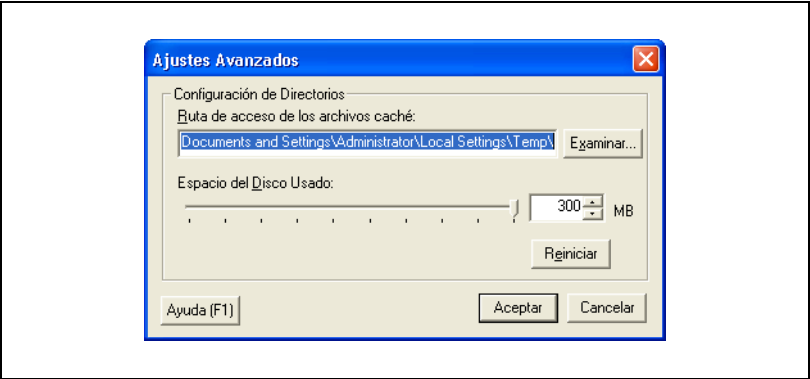 Ajustes Avanzados
Configuración de Directorios
Ruta de acceso de los archivos caché:
Documents and Settings\Administrator\Local Settings\Temp\
Examinar...
Espacio del Disco Usado:
300 MB
Reiniciar
Ayuda (F1) Aceptar Cancelar